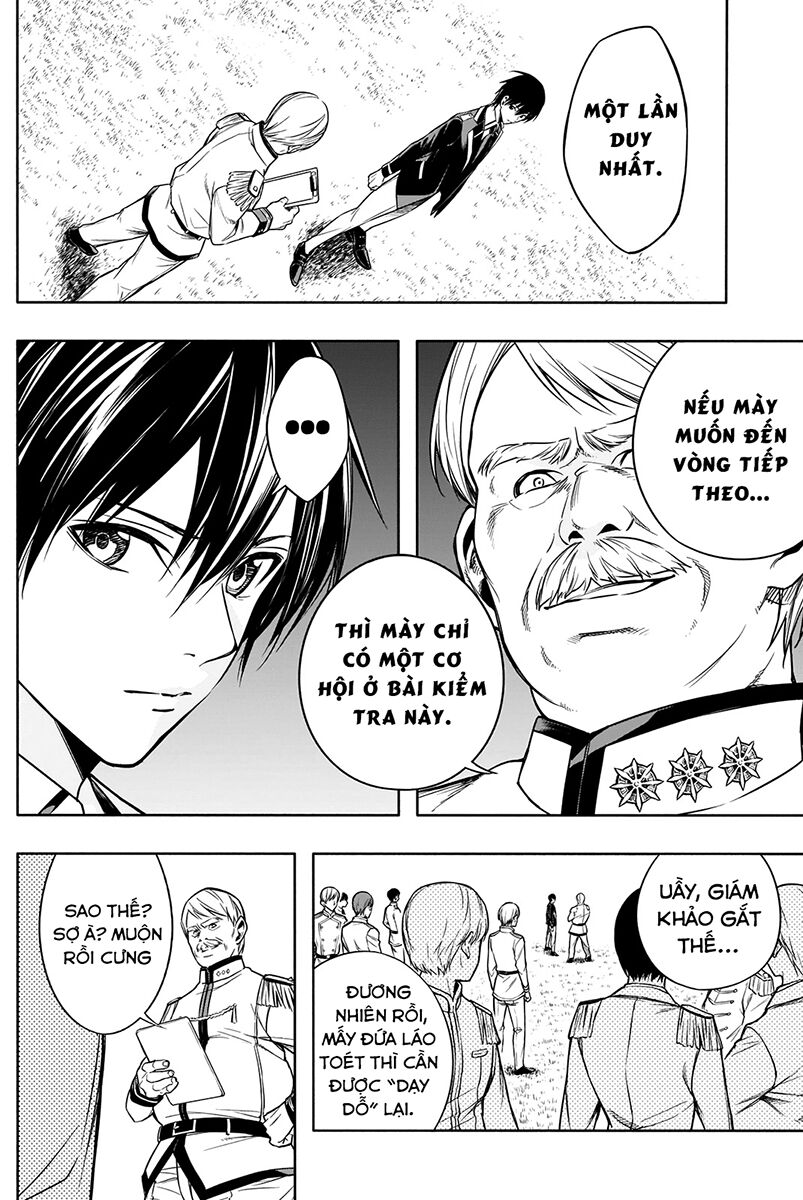 MỘT LẦN
DUY
NHẤT.
NẾU MÀY
MUỐN ĐẾN
VÒNG TIẾP
THEO...
THÌ MÀY CHỈ
CÓ MỘT CƠ
HỘI Ở BÀI KIỂM
TRA NÀY.
...
UẦY, GIÁM
KHẢO GẮT
THẾ...
ĐƯƠNG
NHIÊN RỒI,
MẤY ĐỨA LÁO
TOÉT THÌ CẦN
ĐƯỢC "DẠY
DỖ" LẠI.
SAO THẾ?
SỢ À? MUỘN
RỒI CƯNG